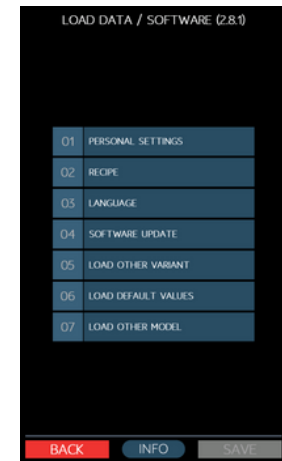 LOAD DATA / SOFTWARE (2.8.1)
01 PERSONAL SETTINGS
02 RECIPE
03 LANGUAGE
04 SOFTWARE UPDATE
05 LOAD OTHER VARIANT
06 LOAD DEFAULT VALUES
07 LOAD OTHER MODEL
BACK INFO SAVE